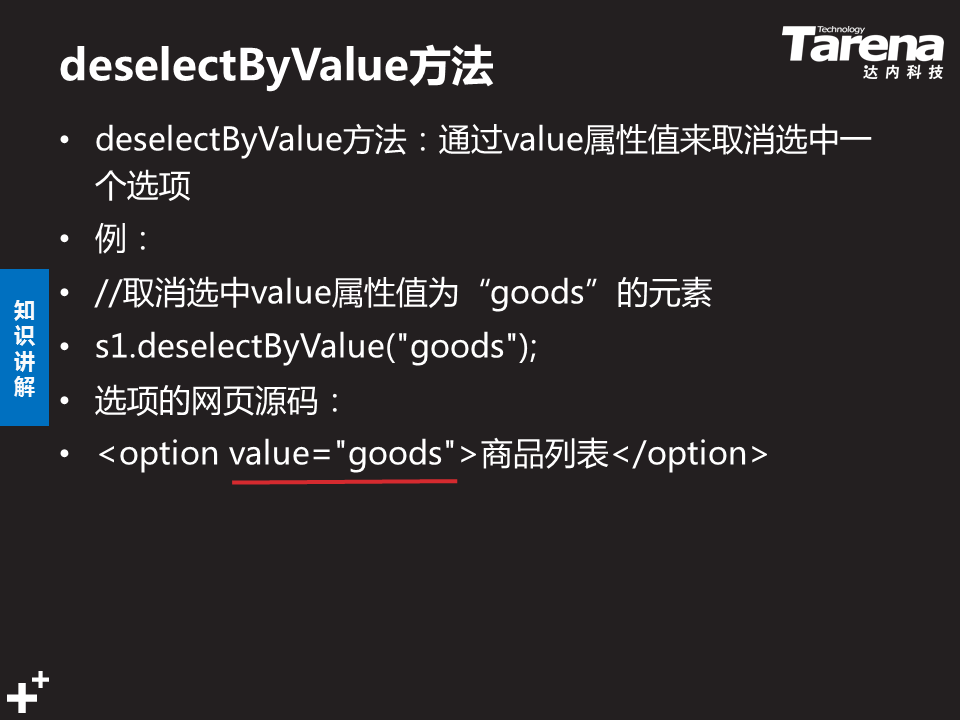 deselectByValue方法
Technology
Tarena
达内科技
• deselectByValue方法：通过value属性值来取消选中一
个选项
• 例：
• //取消选中value属性值为“goods”的元素
• s1.deselectByValue("goods");
• 选项的网页源码：
• <option value="goods">商品列表</option>
知
识
讲
解